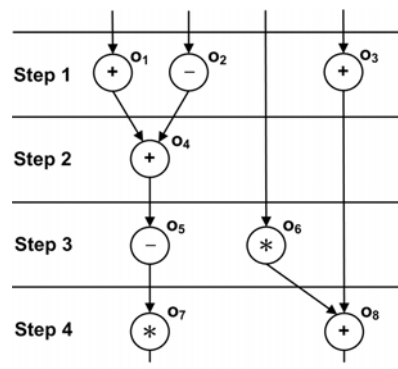 o1 o2 o3
Step 1 + − +
o4
Step 2 +
o5 o6
Step 3 − *
o7 o8
Step 4 * +